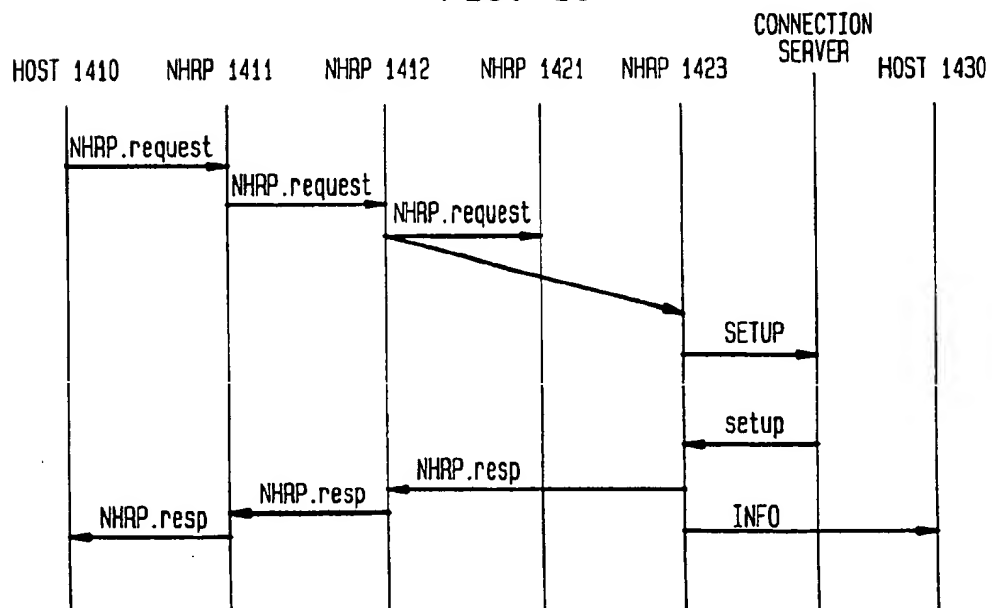 CONNECTION
SERVER
HOST 1410 NHRP 1411 NHRP 1412 NHRP 1421 NHRP 1423 HOST 1430
NHRP.request
NHRP.request
NHRP.request
SETUP
setup
NHRP.resp
NHRP.resp
NHRP.resp
INFO